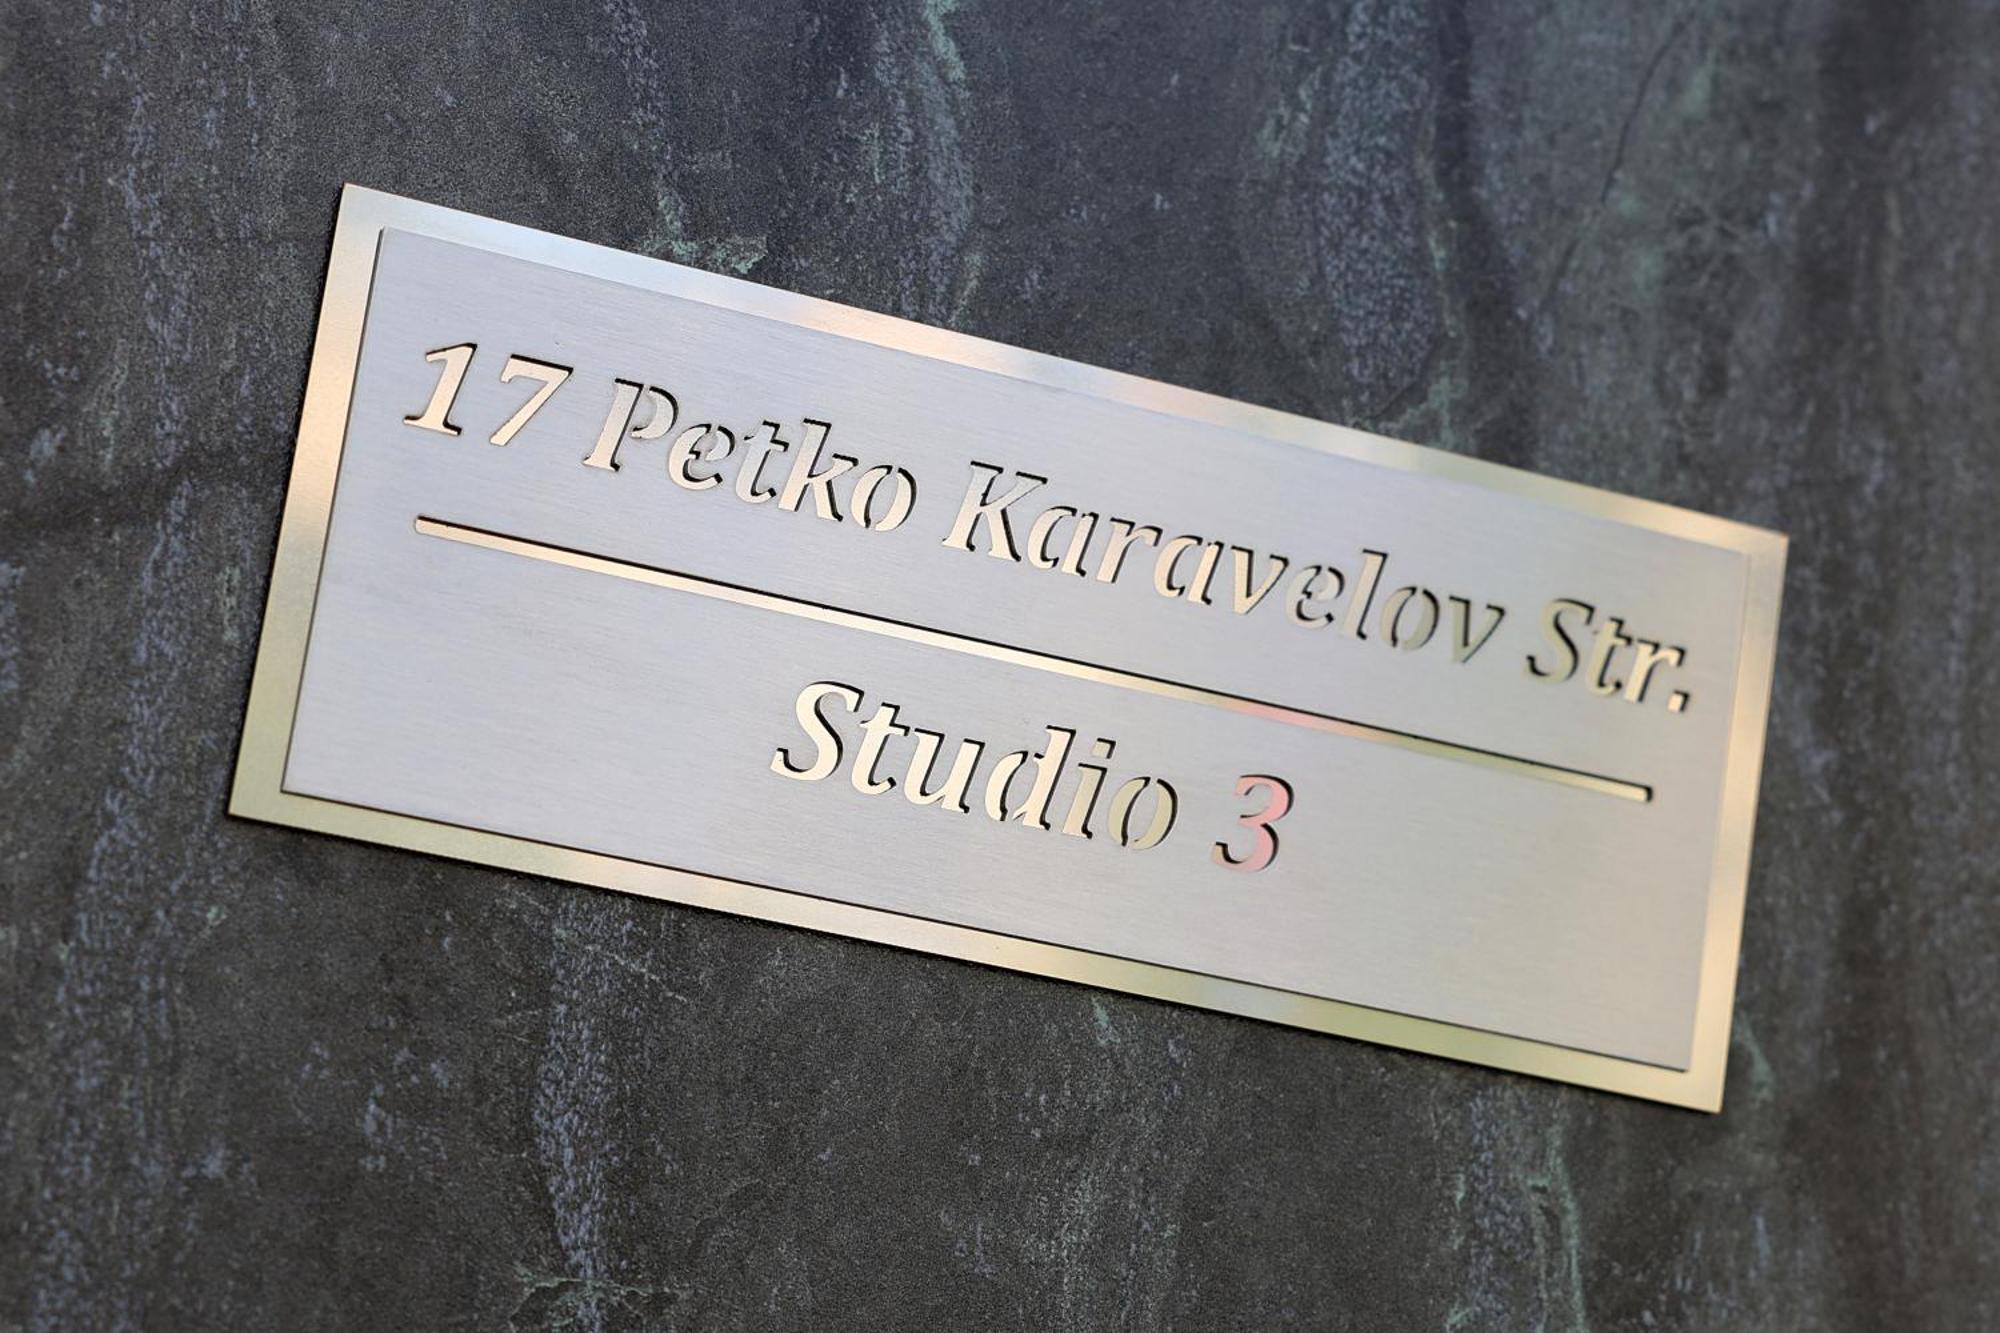 17 Petko Karavelov Str.
Studio 3